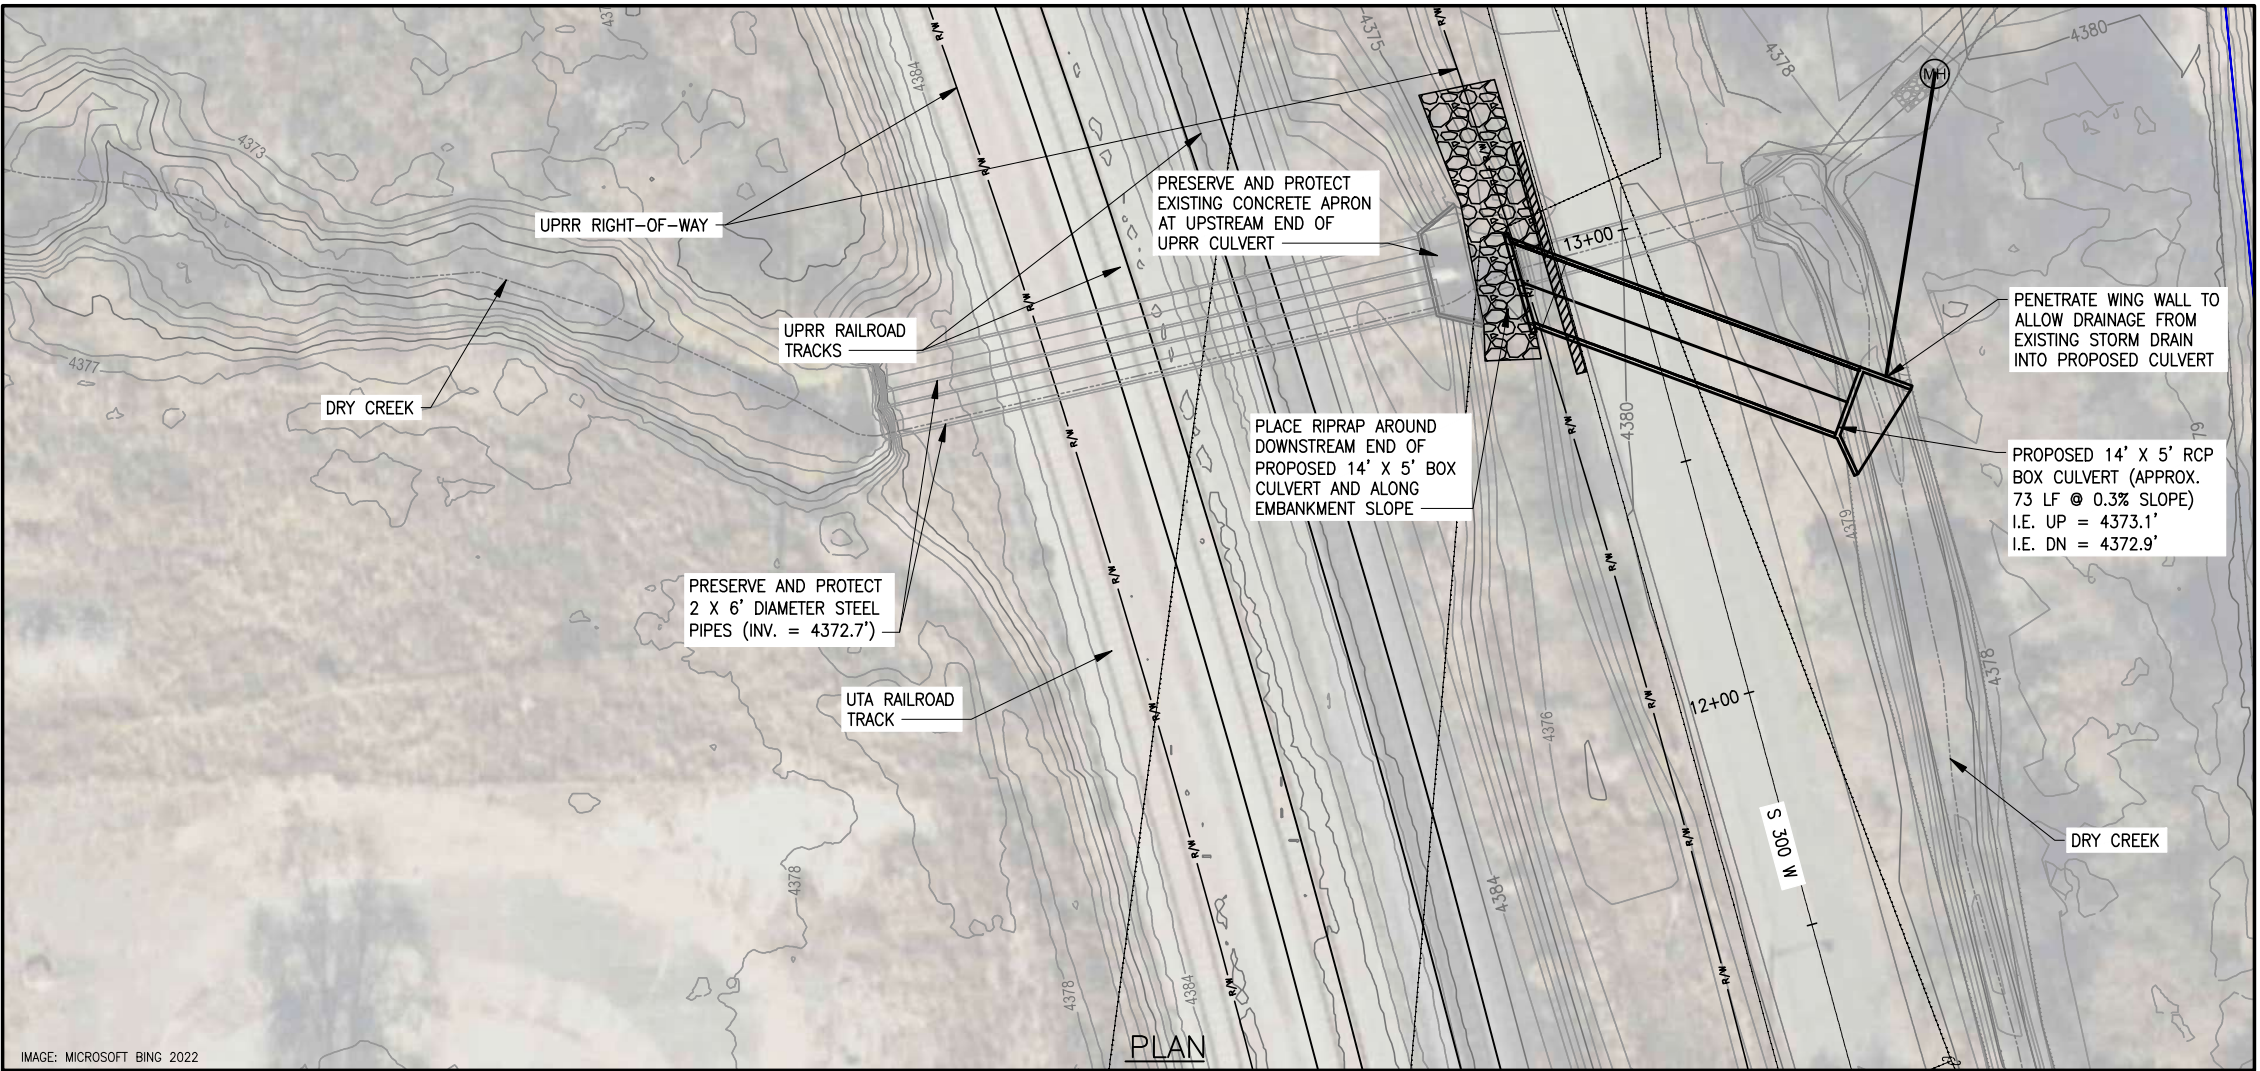 4384
4375
4378
4380
MH
R/W
4373
UPRR RIGHT-OF-WAY
PRESERVE AND PROTECT
EXISTING CONCRETE APRON
AT UPSTREAM END OF
UPRR CULVERT
13+00
PENETRATE WING WALL TO
ALLOW DRAINAGE FROM
EXISTING STORM DRAIN
INTO PROPOSED CULVERT
UPRR RAILROAD
TRACKS
4377
DRY CREEK
4380
PLACE RIPRAP AROUND
DOWNSTREAM END OF
PROPOSED 14' X 5' BOX
CULVERT AND ALONG
EMBANKMENT SLOPE
PROPOSED 14' X 5' RCP
BOX CULVERT (APPROX.
73 LF @ 0.3% SLOPE)
I.E. UP = 4373.1'
I.E. DN = 4372.9'
4379
PRESERVE AND PROTECT
2 X 6' DIAMETER STEEL
PIPES (INV. = 4372.7')
4378
UTA RAILROAD
TRACK
12+00
4376
S 300 W
DRY CREEK
4378
4384
4378
4384
PLAN
IMAGE: MICROSOFT BING 2022